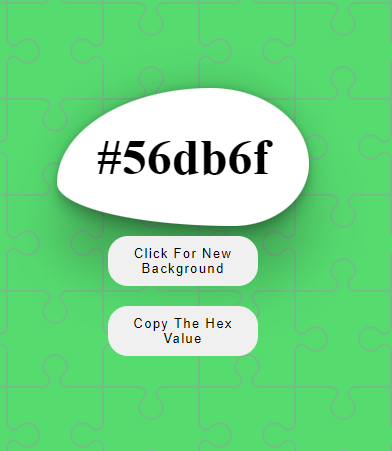 #56db6f
Click For New
Background
Copy The Hex
Value